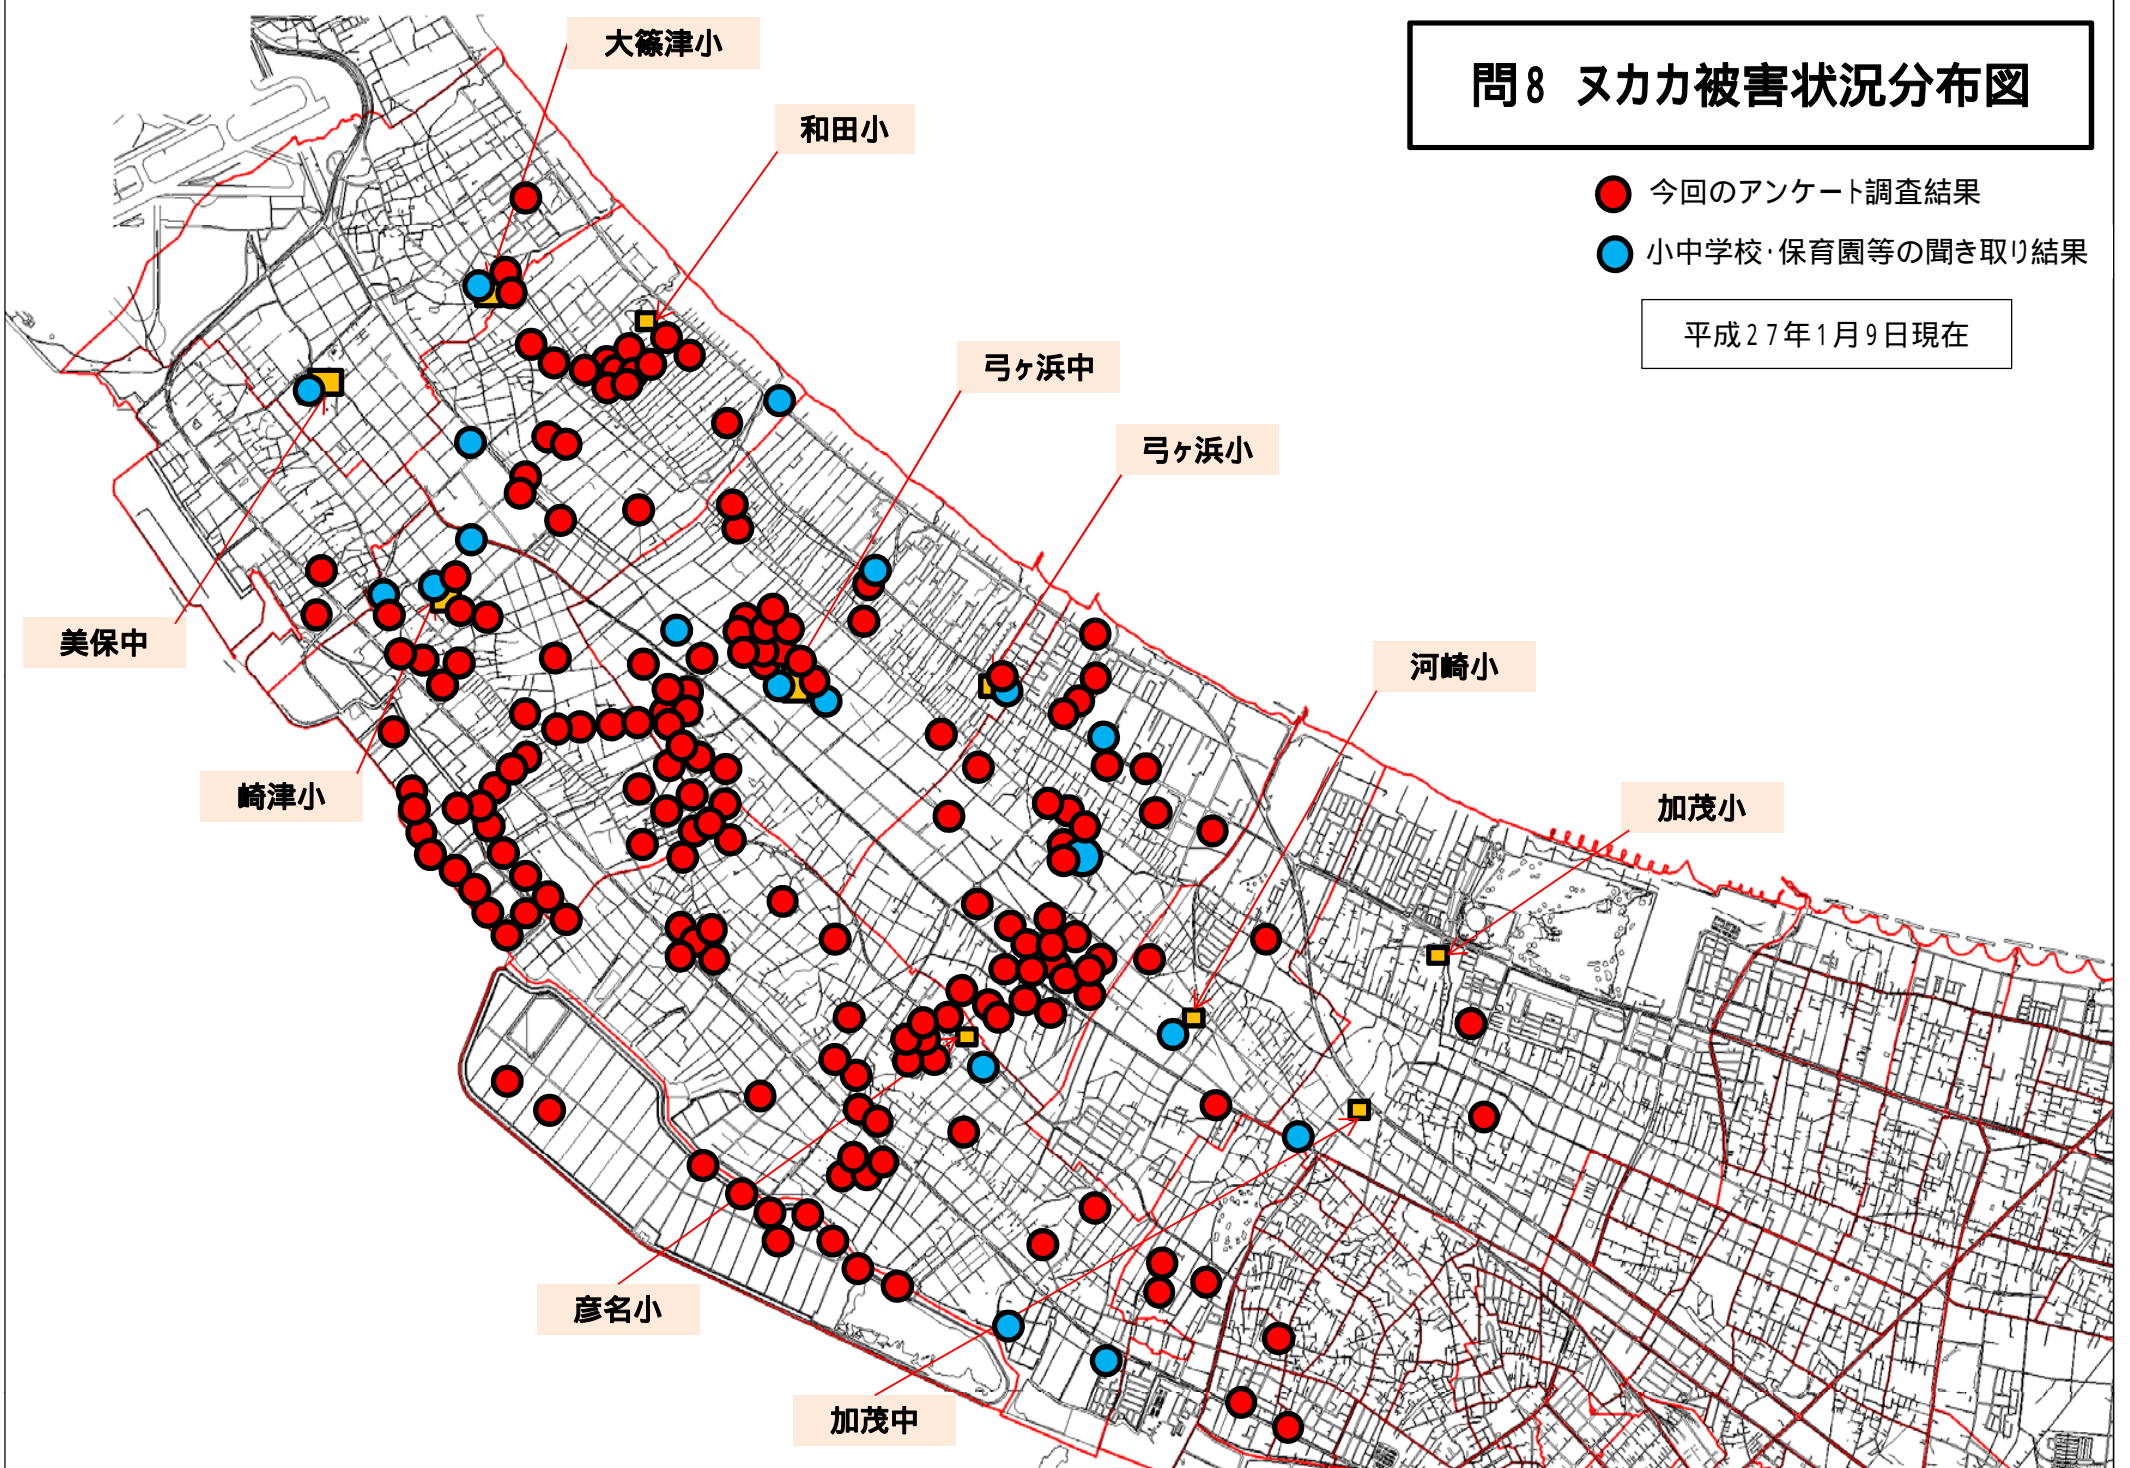 大篠津小
問8 ヌカカ被害状況分布図
和田小
今回のアンケート調査結果
小中学校・保育園等の聞き取り結果
平成27年1月9日現在
弓ヶ浜中
弓ヶ浜小
美保中
河崎小
崎津小
加茂小
彦名小
加茂中